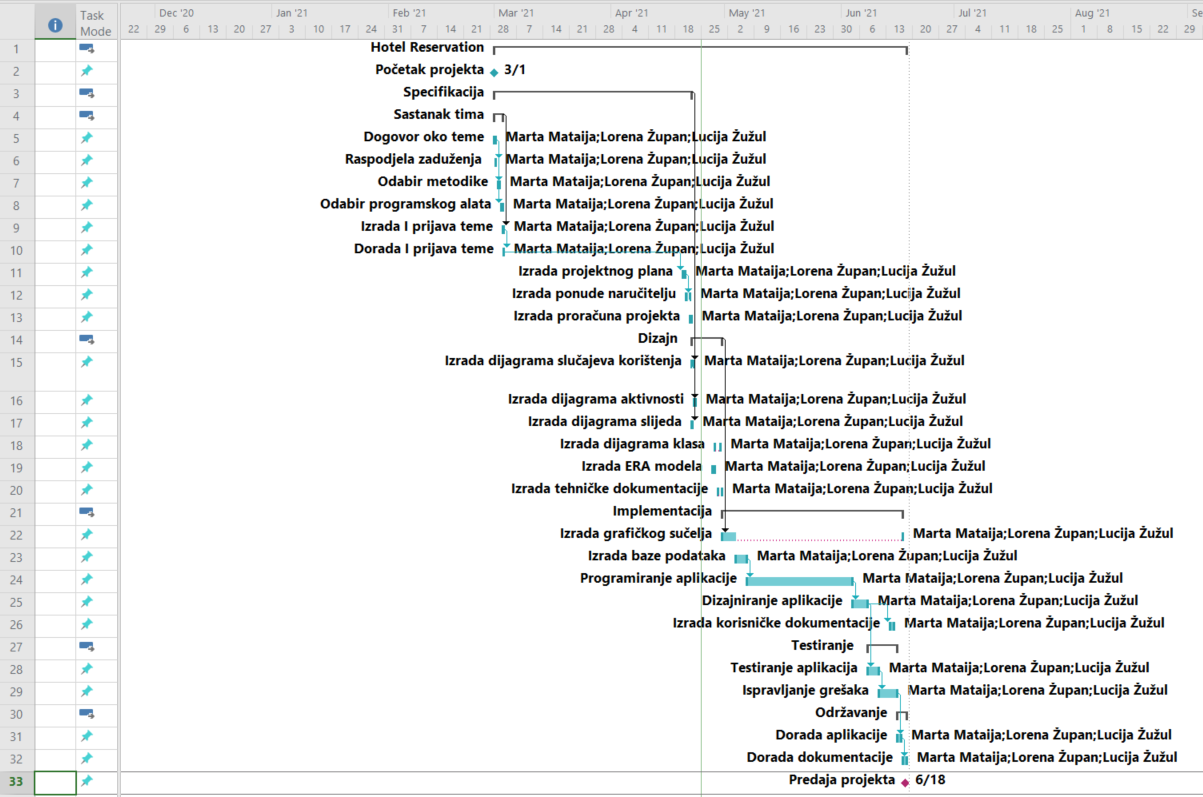 Task
Mode
Dec '20 Jan '21 Feb '21 Mar '21 Apr '21 May '21 Jun '21 Jul '21 Aug '21 Se
22 29 6 13 20 27 3 10 17 24 31 7 14 21 28 7 14 21 28 4 11 18 25 2 9 16 23 30 6 13 20 27 4 11 18 25 1 8 15 22 29
1 Hotel Reservation
2 Početak projekta 3/1
3 Specifikacija
4 Sastanak tima
5 Dogovor oko teme Marta Mataija;Lorena Župan;Lucija Žužul
6 Raspodjela zaduženja Marta Mataija;Lorena Župan;Lucija Žužul
7 Odabir metodike Marta Mataija;Lorena Župan;Lucija Žužul
8 Odabir programskog alata Marta Mataija;Lorena Župan;Lucija Žužul
9 Izrada I prijava teme Marta Mataija;Lorena Župan;Lucija Žužul
10 Dorada I prijava teme Marta Mataija;Lorena Župan;Lucija Žužul
11 Izrada projektnog plana Marta Mataija;Lorena Župan;Lucija Žužul
12 Izrada ponude naručitelju Marta Mataija;Lorena Župan;Lucija Žužul
13 Izrada proračuna projekta Marta Mataija;Lorena Župan;Lucija Žužul
14 Dizajn
15 Izrada dijagrama slučajeva korištenja Marta Mataija;Lorena Župan;Lucija Žužul
16 Izrada dijagrama aktivnosti Marta Mataija;Lorena Župan;Lucija Žužul
17 Izrada dijagrama slijeda Marta Mataija;Lorena Župan;Lucija Žužul
18 Izrada dijagrama klasa Marta Mataija;Lorena Župan;Lucija Žužul
19 Izrada ERA modela Marta Mataija;Lorena Župan;Lucija Žužul
20 Izrada tehničke dokumentacije Marta Mataija;Lorena Župan;Lucija Žužul
21 Implementacija
22 Izrada grafičkog sučelja Marta Mataija;Lorena Župan;Lucija Žužul
23 Izrada baze podataka Marta Mataija;Lorena Župan;Lucija Žužul
24 Programiranje aplikacije Marta Mataija;Lorena Župan;Lucija Žužul
25 Dizajniranje aplikacije Marta Mataija;Lorena Župan;Lucija Žužul
26 Izrada korisničke dokumentacije Marta Mataija;Lorena Župan;Lucija Žužul
27 Testiranje
28 Testiranje aplikacija Marta Mataija;Lorena Župan;Lucija Žužul
29 Ispravljanje grešaka Marta Mataija;Lorena Župan;Lucija Žužul
30 Održavanje
31 Dorada aplikacije Marta Mataija;Lorena Župan;Lucija Žužul
32 Dorada dokumentacije Marta Mataija;Lorena Župan;Lucija Žužul
33 Predaja projekta 6/18